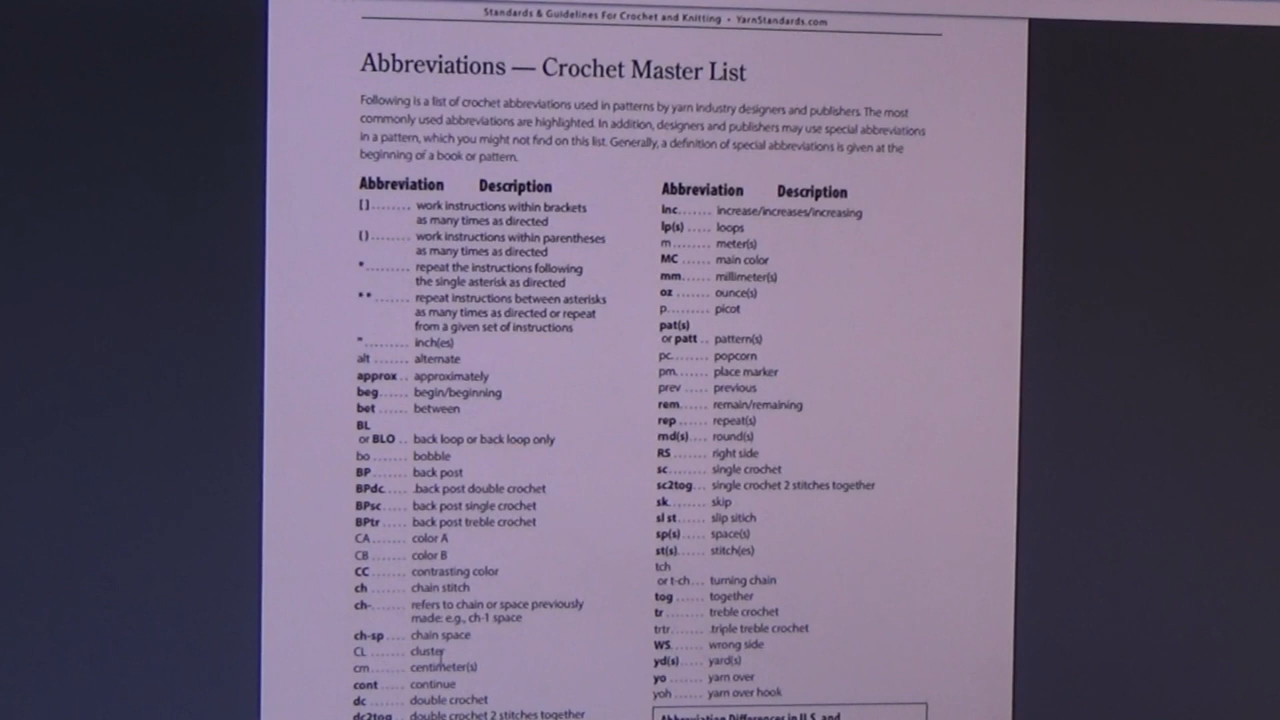 Standards & Guidelines For Crochet and Knitting • YarnStandards.com
Abbreviations — Crochet Master List
Following is a list of crochet abbreviations used in patterns by yarn industry designers and publishers. The most
commonly used abbreviations are highlighted. In addition, designers and publishers may use special abbreviations
in a pattern, which you might not find on this list. Generally, a definition of special abbreviations is given at the
beginning of a book or pattern.
Abbreviation Description
[ ] ........ work instructions within brackets
as many times as directed
( ) ........ work instructions within parentheses
as many times as directed
* ......... repeat the instructions following
the single asterisk as directed
* * ....... repeat instructions between asterisks
as many times as directed or repeat
from a given set of instructions
" ......... inch(es)
alt ....... alternate
approx .. approximately
beg ...... begin/beginning
bet ...... between
BL
or BLO .. back loop or back loop only
bo ....... bobble
BP ....... back post
BPdc ..... back post double crochet
BPsc ..... back post single crochet
BPtr ..... back post treble crochet
CA ....... color A
CB ....... color B
CC ....... contrasting color
ch ....... chain stitch
ch- ...... refers to chain or space previously
made: e.g., ch-1 space
ch-sp .... chain space
CL ....... cluster
cm ....... centimeter(s)
cont ..... continue
dc ....... double crochet
dc2tog ... double crochet 2 stitches together
Abbreviation Description
inc ....... increase/increases/increasing
lp(s) ..... loops
m ........ meter(s)
MC ...... main color
mm ...... millimeter(s)
oz ....... ounce(s)
p ......... picot
pat(s)
or patt .. pattern(s)
pc ........ popcorn
pm ....... place marker
prev ..... previous
rem ...... remain/remaining
rep ...... repeat(s)
rnd(s) .... round(s)
RS ....... right side
sc ........ single crochet
sc2tog ... single crochet 2 stitches together
sk ........ skip
sl st ...... slip sitich
sp(s) ..... space(s)
st(s) ...... stitch(es)
tch
or t-ch ... turning chain
tog ...... together
tr ........ treble crochet
trtr ....... triple treble crochet
WS ...... wrong side
yd(s) ..... yard(s)
yo ....... yarn over
yoh ...... yarn over hook
Abbreviation Differences in U.S. and